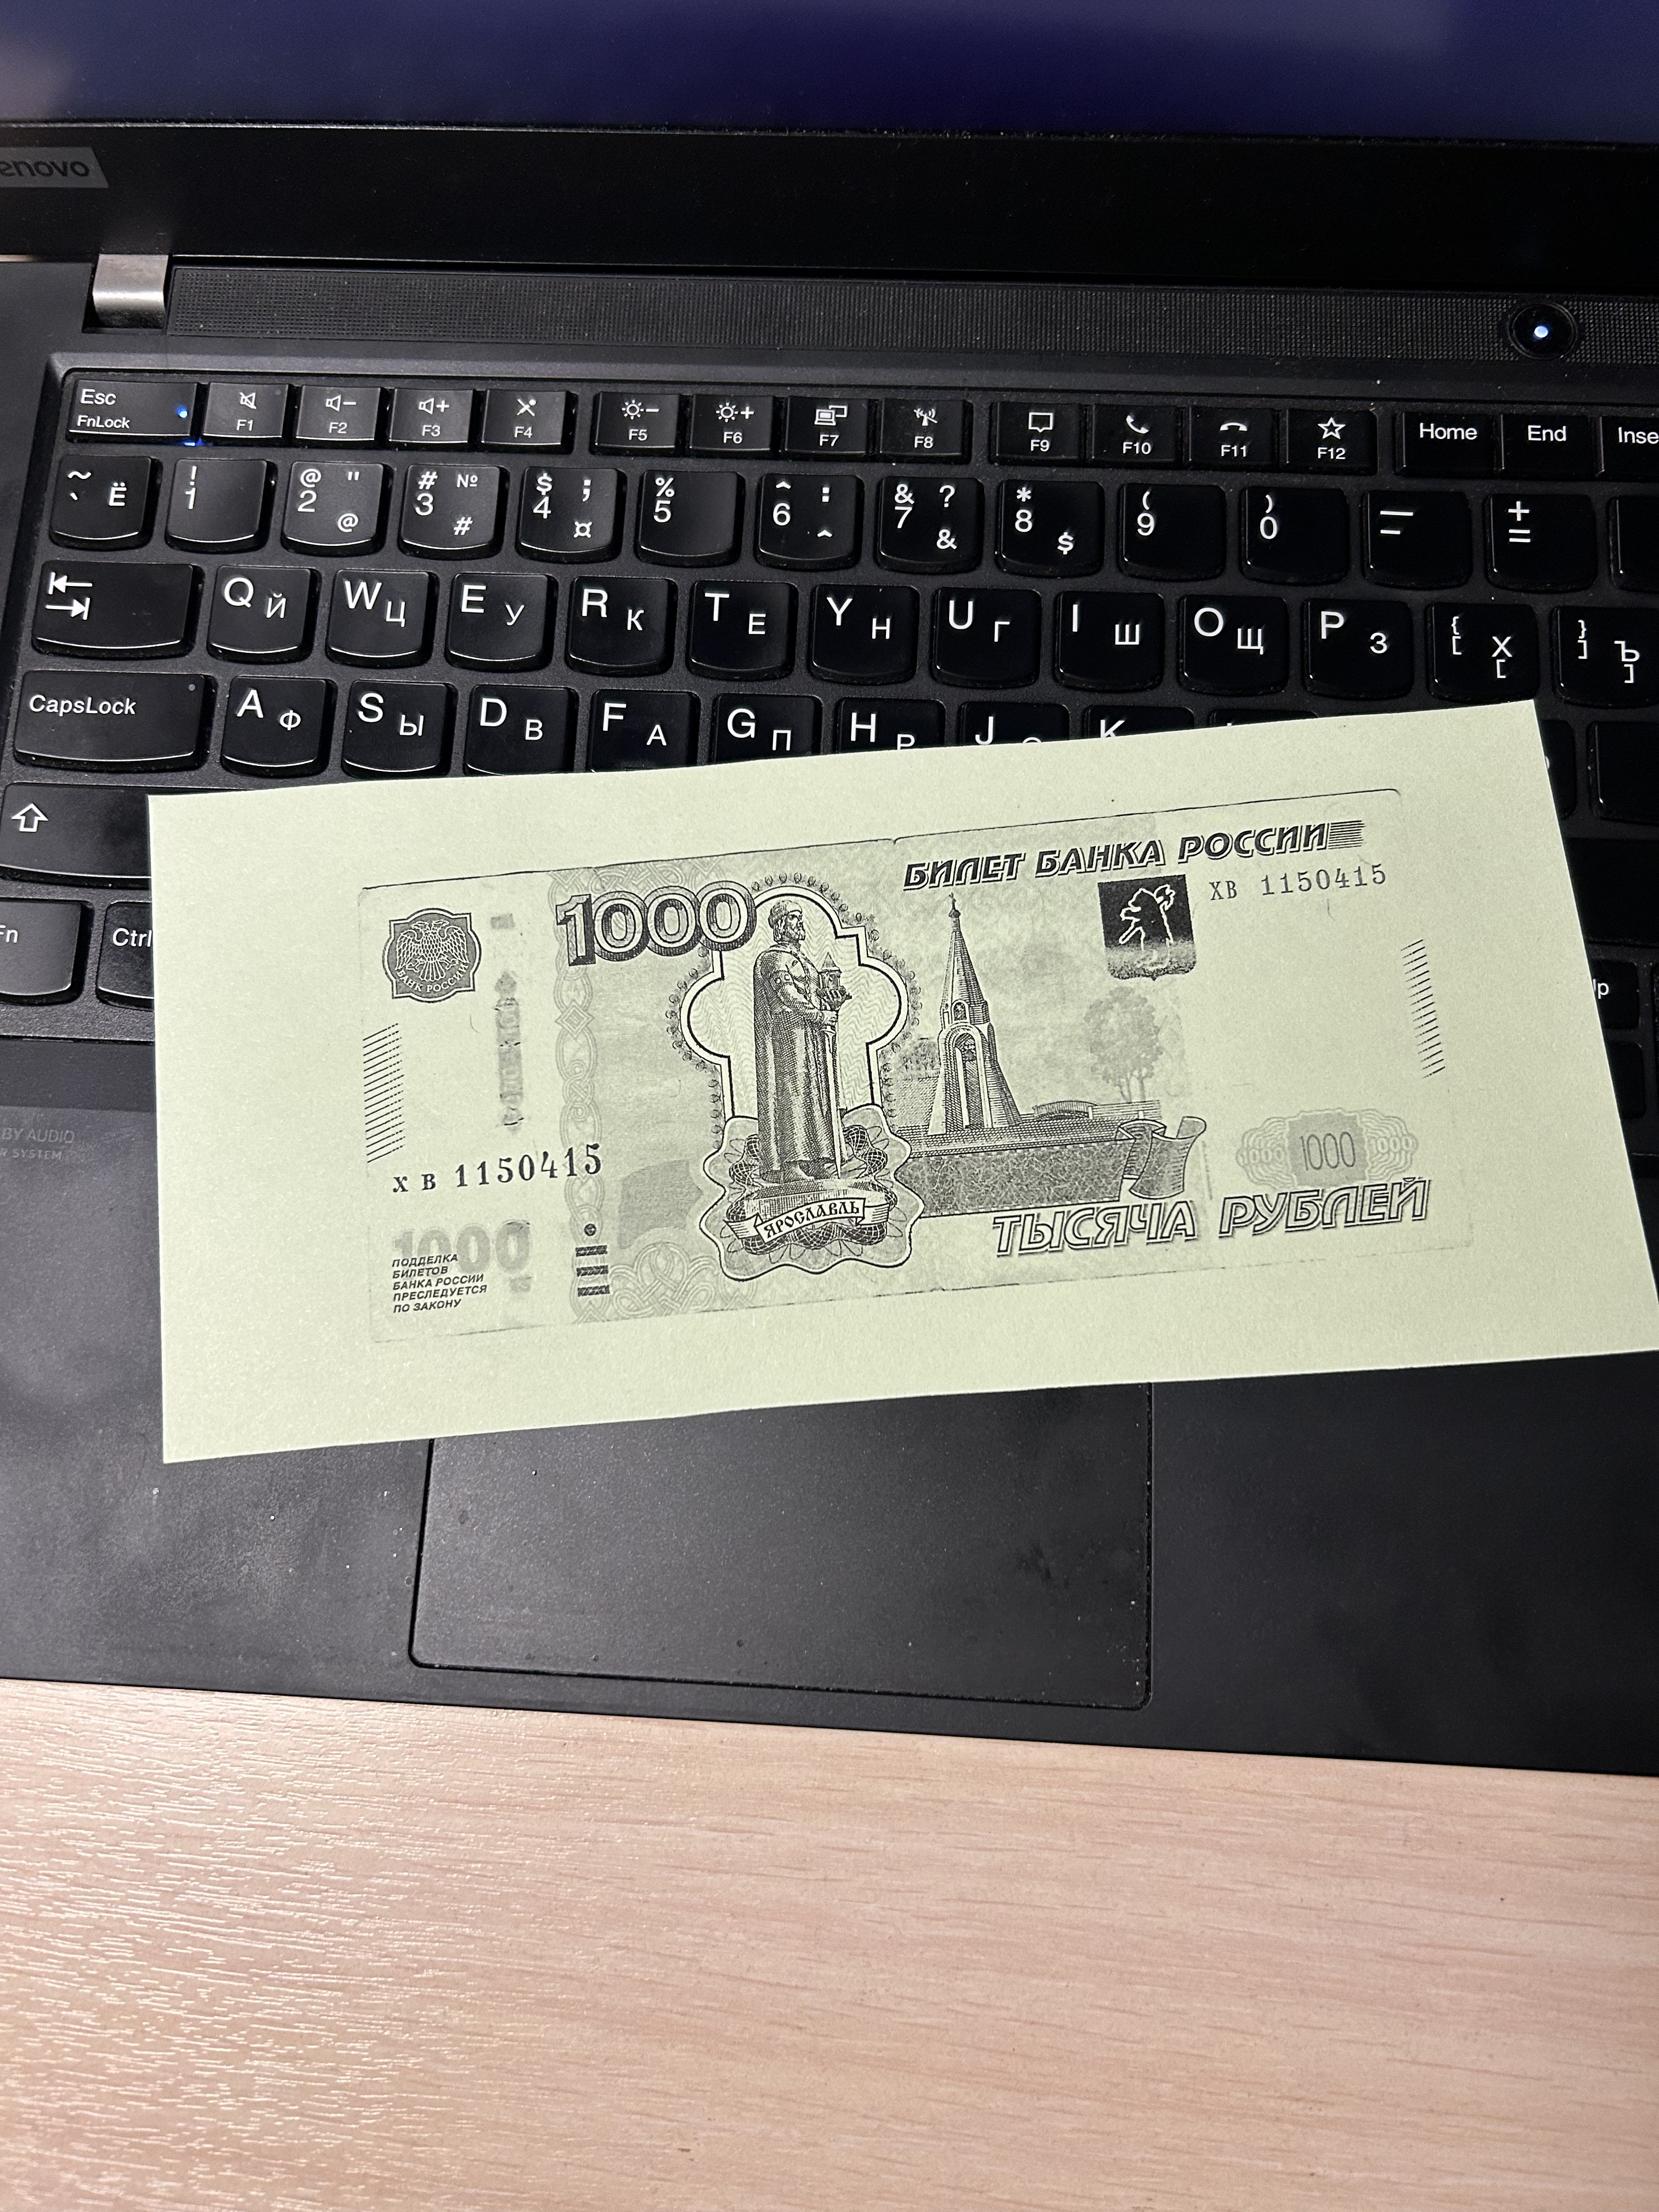 enovo
Esc
FnLock
F1
F2
F3
F4
F5
F6
F7
F8
F9
F10
F11
F12
Home
End
Inse
~ ` Ё
! 1
@ " 2 @
# № 3 #
$ ; 4 ¤
% 5
^ : 6 ^
& ? 7 &
* 8 $
( 9
) 0
— -
+ =
Q Й
W Ц
E У
R К
T Е
Y Н
U Г
I Ш
O Щ
P З
{ [ Х [
} ] Ъ ]
CapsLock
A Ф
S Ы
D В
F А
G П
H Р
J
K
БИЛЕТ БАНКА РОССИИ
ХВ 1150415
1000
БАНК РОССИИ
хв 1150415
ЯРОСЛАВЛЬ
1000 1000 1000
ТЫСЯЧА РУБЛЕЙ
1000
ПОДДЕЛКА
БИЛЕТОВ
БАНКА РОССИИ
ПРЕСЛЕДУЕТСЯ
ПО ЗАКОНУ
Fn
Ctrl
Up
BY AUDIO
R SYSTEM